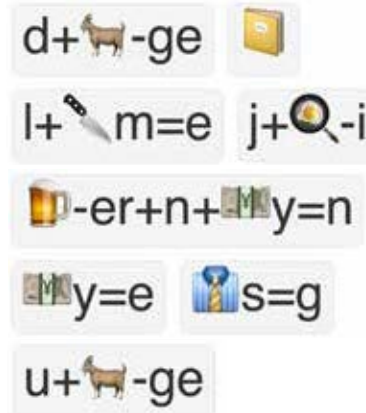 d+🐐-ge 📒
l+🔪m=e j+🍳-i
🍺-er+n+💵y=n
💵y=e 👔s=g
u+🐐-ge